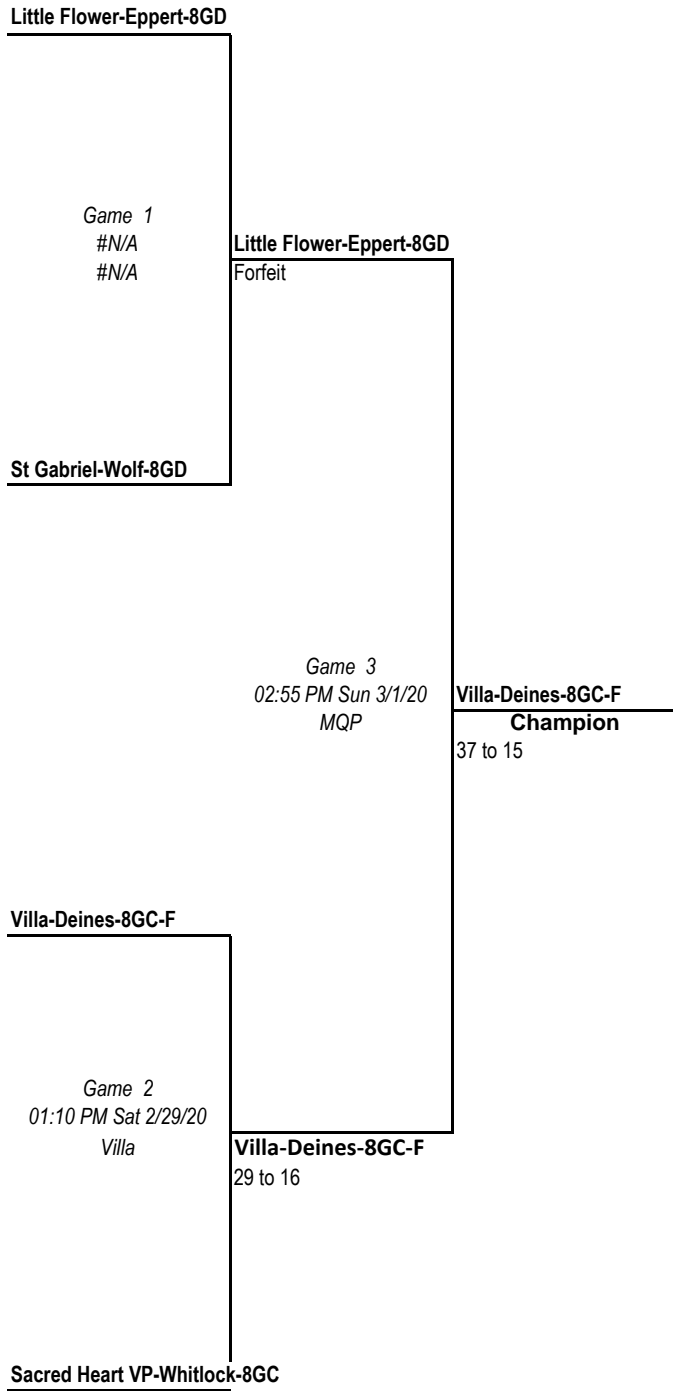 Little Flower-Eppert-8GD
Game 1
#N/A
#N/A
Little Flower-Eppert-8GD
Forfeit
St Gabriel-Wolf-8GD
Game 3
02:55 PM Sun 3/1/20
MQP
Villa-Deines-8GC-F
Champion
37 to 15
Villa-Deines-8GC-F
Game 2
01:10 PM Sat 2/29/20
Villa
Villa-Deines-8GC-F
29 to 16
Sacred Heart VP-Whitlock-8GC